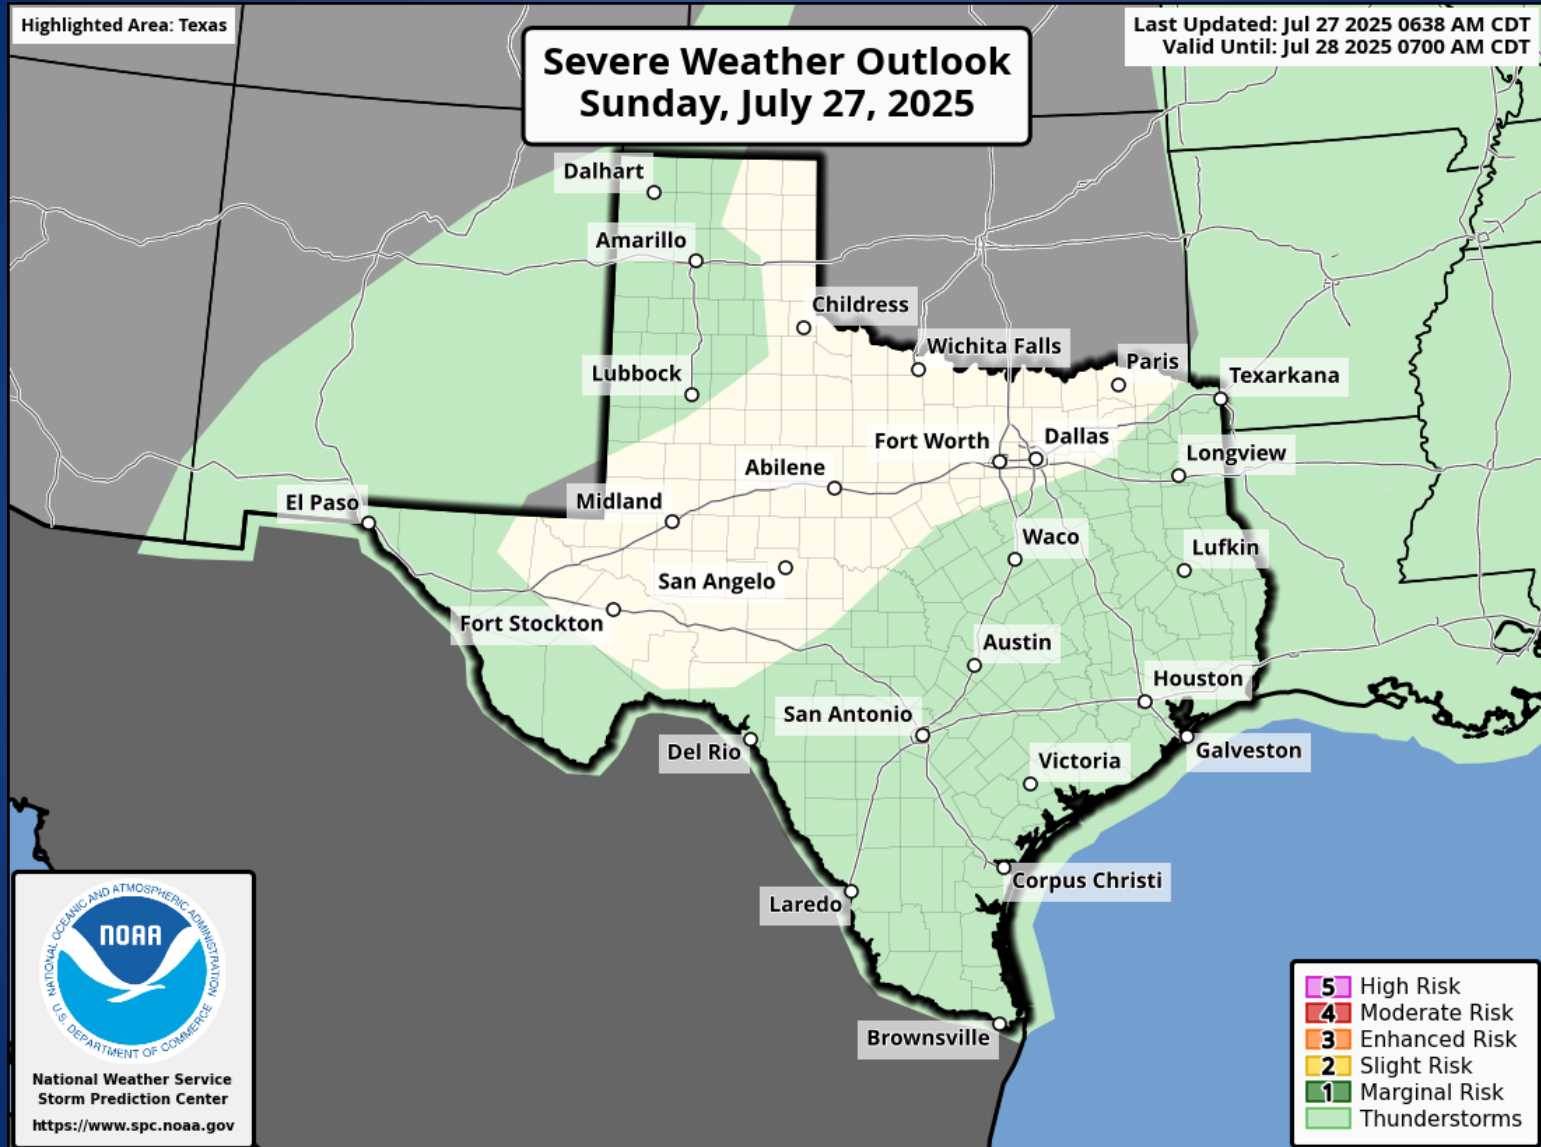 Highlighted Area: Texas
Last Updated: Jul 27 2025 0638 AM CDT
Valid Until: Jul 28 2025 0700 AM CDT
Severe Weather Outlook
Sunday, July 27, 2025
Dalhart
Amarillo
Childress
Wichita Falls
Paris
Texarkana
Lubbock
Fort Worth
Dallas
Longview
Abilene
Midland
El Paso
Waco
Lufkin
San Angelo
Fort Stockton
Austin
Houston
San Antonio
Del Rio
Galveston
Victoria
Corpus Christi
Laredo
Brownsville
NATIONAL OCEANIC AND ATMOSPHERIC ADMINISTRATION
NOAA
U.S. DEPARTMENT OF COMMERCE
National Weather Service
Storm Prediction Center
https://www.spc.noaa.gov
5 High Risk
4 Moderate Risk
3 Enhanced Risk
2 Slight Risk
1 Marginal Risk
Thunderstorms